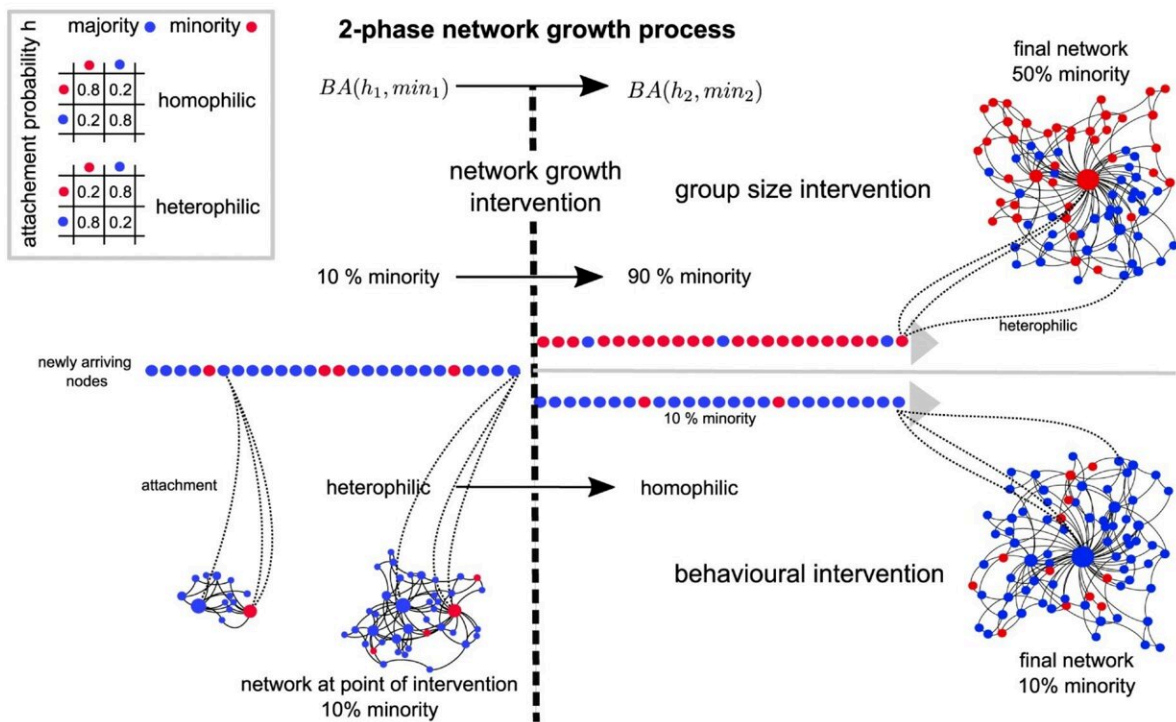 attachement probability h
majority minority
0.8 0.2
0.2 0.8
homophilic
0.2 0.8
0.8 0.2
heterophilic
2-phase network growth process
BA(h₁, min₁)
BA(h₂, min₂)
network growth
intervention
group size intervention
10 % minority
90 % minority
final network
50% minority
heterophilic
newly arriving
nodes
10 % minority
attachment
heterophilic
homophilic
behavioural intervention
network at point of intervention
10% minority
final network
10% minority